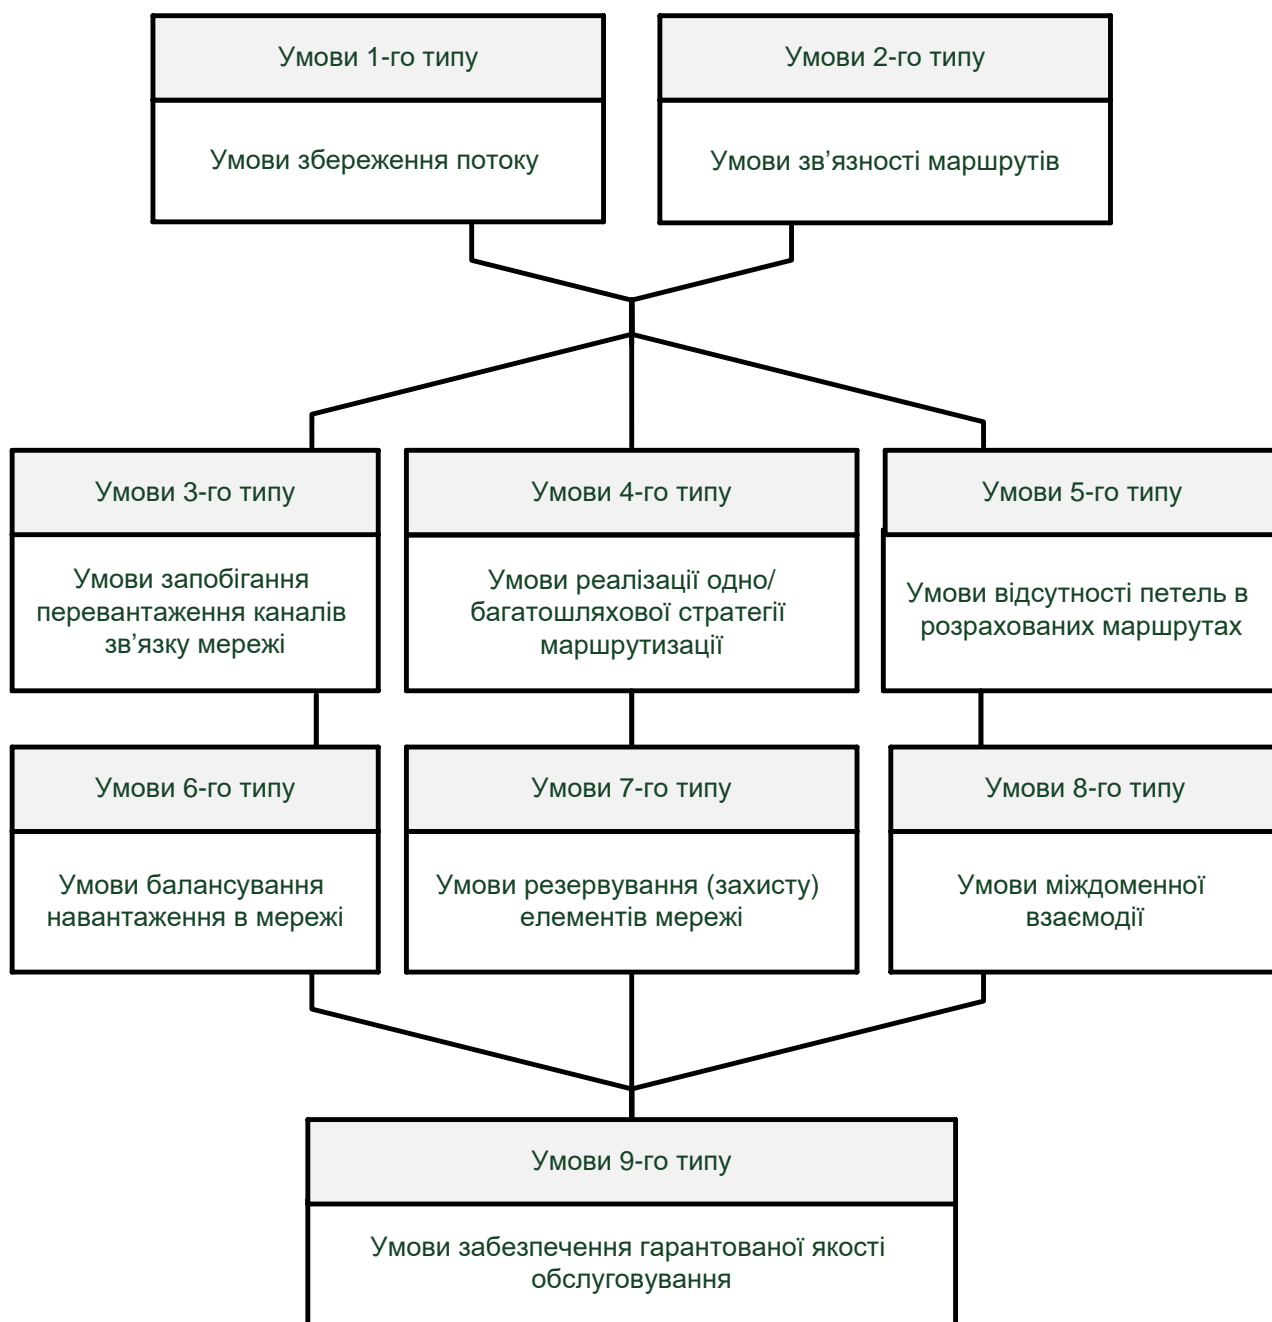 Умови 1-го типу
Умови збереження потоку
Умови 2-го типу
Умови зв’язності маршрутів
Умови 3-го типу
Умови запобігання
перевантаження каналів
зв’язку мережі
Умови 4-го типу
Умови реалізації одно/
багатошляхової стратегії
маршрутизації
Умови 5-го типу
Умови відсутності петель в
розрахованих маршрутах
Умови 6-го типу
Умови балансування
навантаження в мережі
Умови 7-го типу
Умови резервування (захисту)
елементів мережі
Умови 8-го типу
Умови міждоменної
взаємодії
Умови 9-го типу
Умови забезпечення гарантованої якості
обслуговування